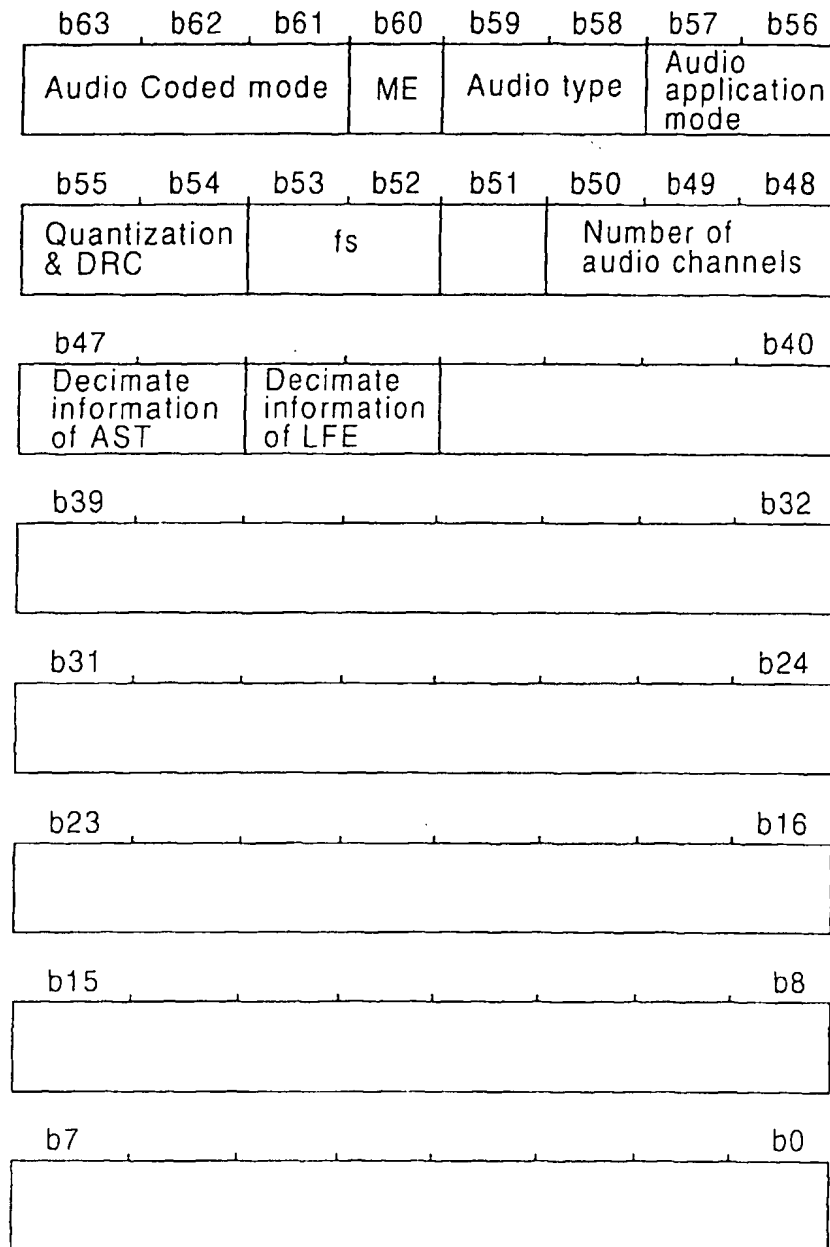 b63 b62 b61 b60 b59 b58 b57 b56
Audio Coded mode ME Audio type Audio application mode
b55 b54 b53 b52 b51 b50 b49 b48
Quantization & DRC fs Number of audio channels
b47 b40
Decimate information of AST Decimate information of LFE
b39 b32
b31 b24
b23 b16
b15 b8
b7 b0